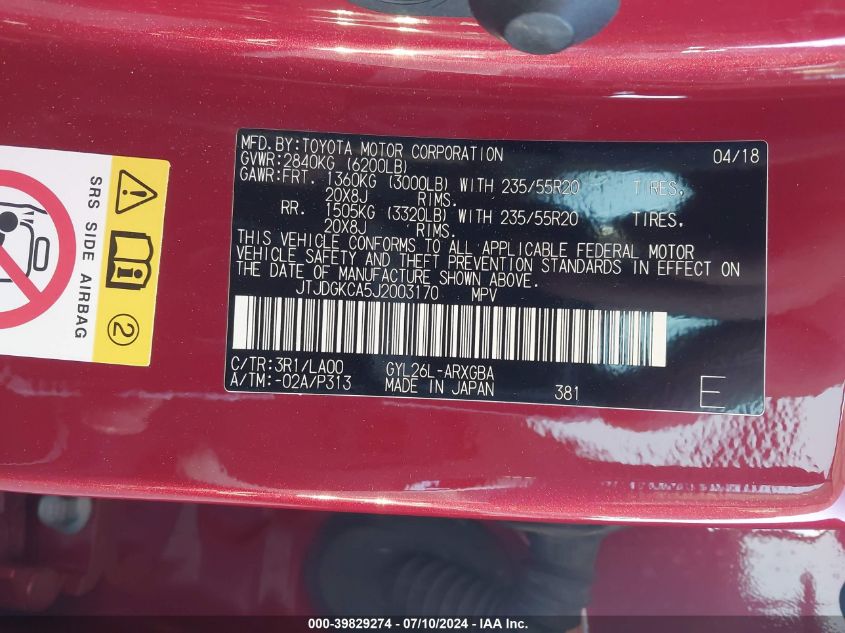 MFD.BY:TOYOTA MOTOR CORPORATION 04/18
GVWR:2840KG (6200LB)
GAWR:FRT. 1360KG (3000LB) WITH 235/55R20 TIRES,
20X8J RIMS.
RR. 1505KG (3320LB) WITH 235/55R20 TIRES,
20X8J RIMS.
THIS VEHICLE CONFORMS TO ALL APPLICABLE FEDERAL MOTOR
VEHICLE SAFETY AND THEFT PREVENTION STANDARDS IN EFFECT ON
THE DATE OF MANUFACTURE SHOWN ABOVE.
JTJDGKCA5J2003170 MPV
C/TR:3R1/LA00 GYL26L-ARXGBA
A/TM:-02A/P313 MADE IN JAPAN 381 E
SRS SIDE AIRBAG
2
000-39829274 - 07/10/2024 - IAA Inc.